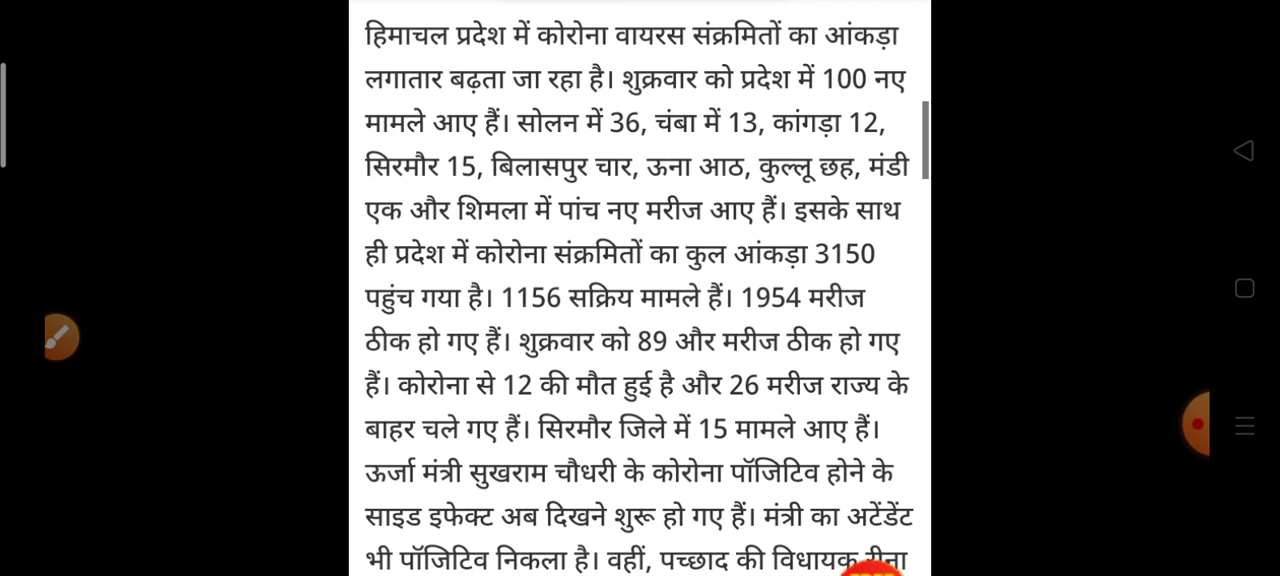 हिमाचल प्रदेश में कोरोना वायरस संक्रमितों का आंकड़ा
लगातार बढ़ता जा रहा है। शुक्रवार को प्रदेश में 100 नए
मामले आए हैं। सोलन में 36, चंबा में 13, कांगड़ा 12,
सिरमौर 15, बिलासपुर चार, ऊना आठ, कुल्लू छह, मंडी
एक और शिमला में पांच नए मरीज आए हैं। इसके साथ
ही प्रदेश में कोरोना संक्रमितों का कुल आंकड़ा 3150
पहुंच गया है। 1156 सक्रिय मामले हैं। 1954 मरीज
ठीक हो गए हैं। शुक्रवार को 89 और मरीज ठीक हो गए
हैं। कोरोना से 12 की मौत हुई है और 26 मरीज राज्य के
बाहर चले गए हैं। सिरमौर जिले में 15 मामले आए हैं।
ऊर्जा मंत्री सुखराम चौधरी के कोरोना पॉजिटिव होने के
साइड इफेक्ट अब दिखने शुरू हो गए हैं। मंत्री का अटेंडेंट
भी पॉजिटिव निकला है। वहीं, पच्छाद की विधायक रीना